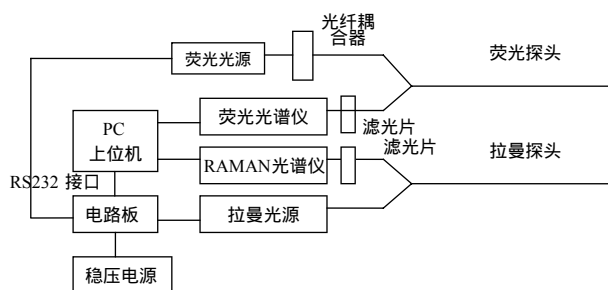 光纤耦
合器
荧光光源
荧光探头
荧光光谱仪
滤光片
PC
上位机
滤光片
RAMAN光谱仪
拉曼探头
RS232 接口
电路板
拉曼光源
稳压电源